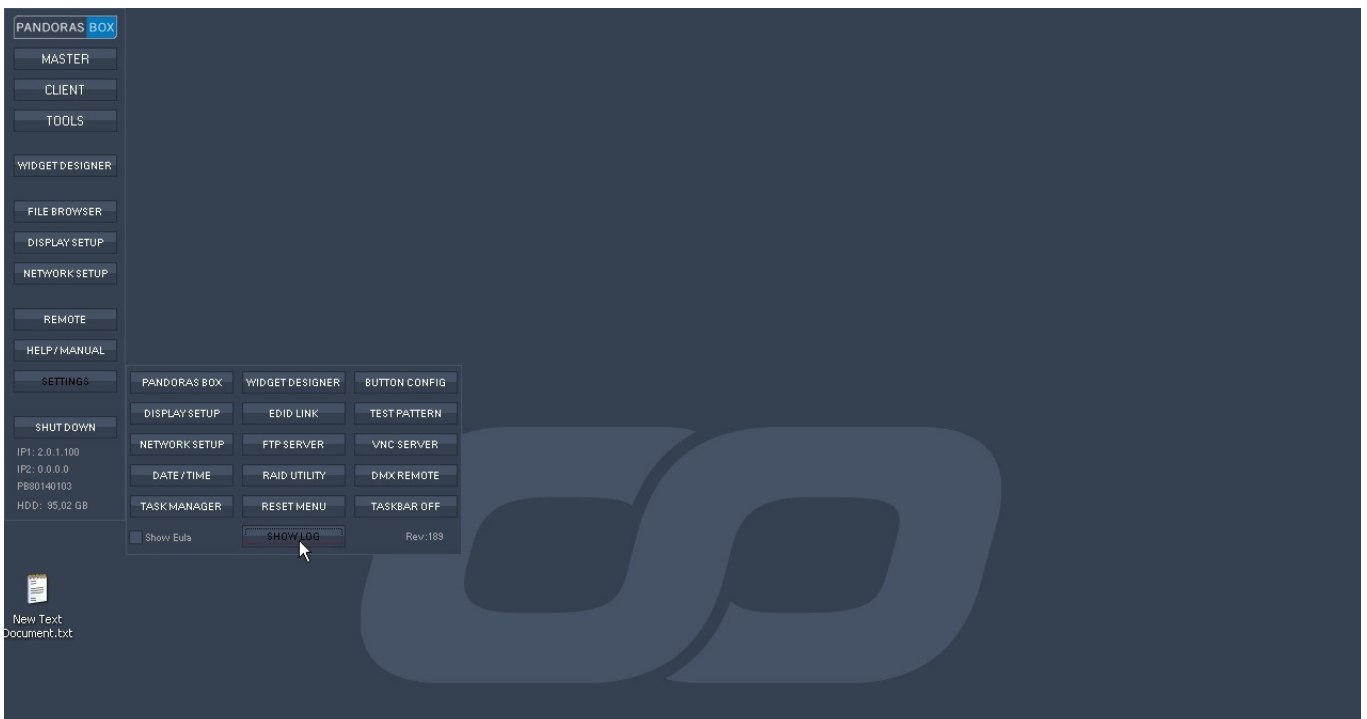 PANDORAS BOX
MASTER
CLIENT
TOOLS
WIDGET DESIGNER
FILE BROWSER
DISPLAY SETUP
NETWORK SETUP
REMOTE
HELP / MANUAL
SETTINGS
SHUT DOWN
IP1: 2.0.1.100
IP2: 0.0.0.0
PB80140103
HDD: 95,02 GB
PANDORAS BOX WIDGET DESIGNER BUTTON CONFIG
DISPLAY SETUP EDID LINK TEST PATTERN
NETWORK SETUP FTP SERVER VNC SERVER
DATE / TIME RAID UTILITY DMX REMOTE
TASK MANAGER RESET MENU TASKBAR OFF
Show Eula SHOW LOG Rev:189
New Text
Document.txt